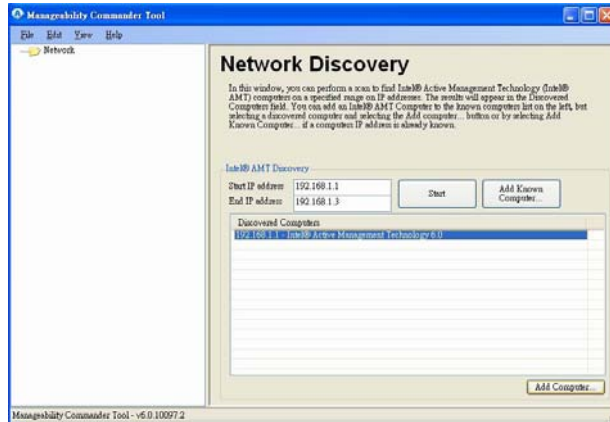 Manageability Commander Tool
File Edit View Help
Network
Network Discovery
In this window, you can perform a scan to find Intel® Active Management Technology (Intel®
AMT) computers on a specified range on IP addresses. The results will appear in the Discovered
Computers field. You can add an Intel® AMT Computer to the known computers list on the left, but
selecting a discovered computer and selecting the Add computer... button or by selecting Add
Known Computer... if a computers IP address is already known.
Intel® AMT Discovery
Start IP address 192.168.1.1
End IP address 192.168.1.3
Start
Add Known
Computer...
Discovered Computers
192.168.1.1 - Intel® Active Management Technology 6.0
Add Computer...
Manageability Commander Tool - v6.0.10097.2